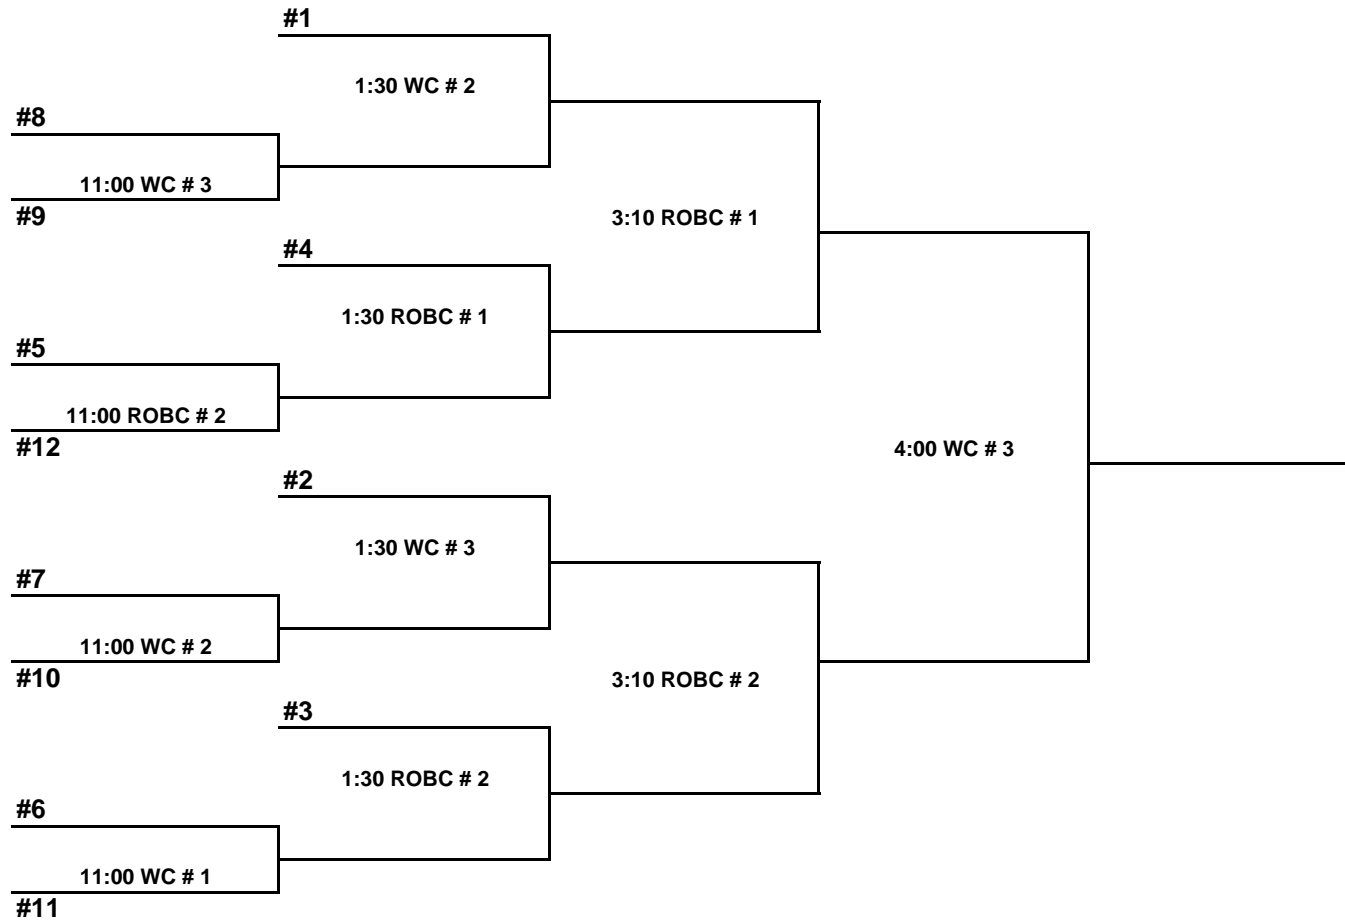 #1
1:30 WC # 2
#8
11:00 WC # 3
#9
3:10 ROBC # 1
#4
1:30 ROBC # 1
#5
11:00 ROBC # 2
#12
4:00 WC # 3
#2
1:30 WC # 3
#7
11:00 WC # 2
#10
3:10 ROBC # 2
#3
1:30 ROBC # 2
#6
11:00 WC # 1
#11